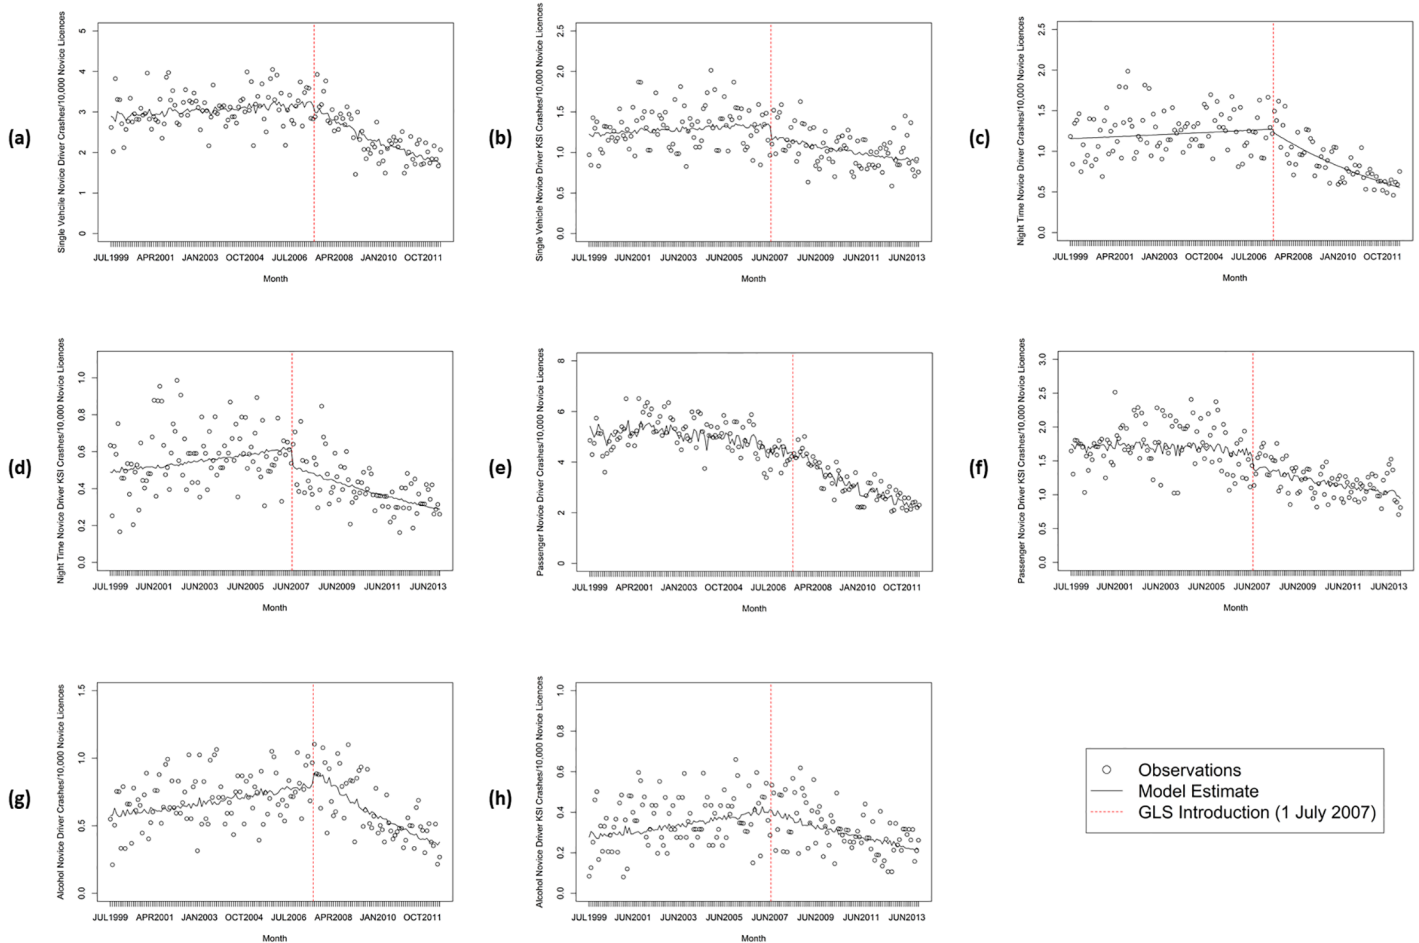 (a)
Single Vehcile Novice Driver Crashes/10,000 Novice Licences
5
4
3
2
1
0
JUL1999 APR2001 JAN2003 OCT2004 JUL2006 APR2008 JAN2010 OCT2011
Month
(b)
Single Vehicle Novice Driver KSI Crashes/10,000 Novice Licences
2.5
2.0
1.5
1.0
0.5
0.0
JUL1999 JUN2001 JUN2003 JUN2005 JUN2007 JUN2009 JUN2011 JUN2013
Month
(c)
Night Time Novice Driver Crashes/10,000 Novice Licences
2.5
2.0
1.5
1.0
0.5
0.0
JUL1999 APR2001 JAN2003 OCT2004 JUL2006 APR2008 JAN2010 OCT2011
Month
(d)
Night Time Novice Driver KSI Crashes/10,000 Novice Licences
1.0
0.8
0.6
0.4
0.2
0.0
JUL1999 JUN2001 JUN2003 JUN2005 JUN2007 JUN2009 JUN2011 JUN2013
Month
(e)
Passenger Novice Driver Crashes/10,000 Novice Licences
8
6
4
2
0
JUL1999 APR2001 JAN2003 OCT2004 JUL2006 APR2008 JAN2010 OCT2011
Month
(f)
Passenger Novice Driver KSI Crashes/10,000 Novice Licences
3.0
2.5
2.0
1.5
1.0
0.5
0.0
JUL1999 JUN2001 JUN2003 JUN2005 JUN2007 JUN2009 JUN2011 JUN2013
Month
(g)
Alcohol Novice Driver Crashes/10,000 Novice Licences
1.5
1.0
0.5
0.0
JUL1999 APR2001 JAN2003 OCT2004 JUL2006 APR2008 JAN2010 OCT2011
Month
(h)
Alcohol Novice Driver KSI Crashes/10,000 Novice Licences
1.0
0.8
0.6
0.4
0.2
0.0
JUL1999 JUN2001 JUN2003 JUN2005 JUN2007 JUN2009 JUN2011 JUN2013
Month
Observations
Model Estimate
GLS Introduction (1 July 2007)